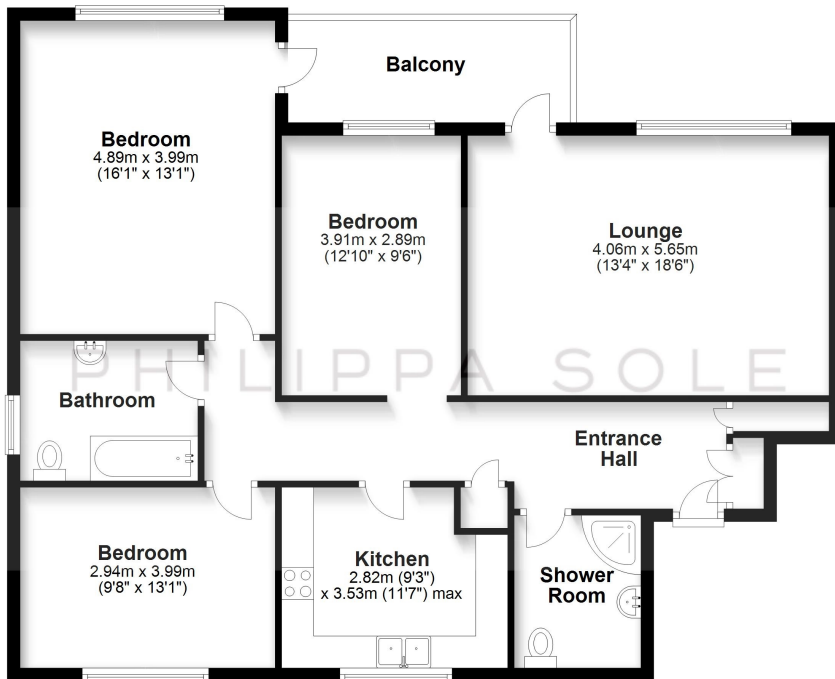 Balcony
Bedroom
4.89m x 3.99m
(16'1" x 13'1")
Bedroom
3.91m x 2.89m
(12'10" x 9'6")
Lounge
4.06m x 5.65m
(13'4" x 18'6")
PHILIPPA SOLE
Bathroom
Entrance
Hall
Bedroom
2.94m x 3.99m
(9'8" x 13'1")
Kitchen
2.82m (9'3")
x 3.53m (11'7") max
Shower
Room